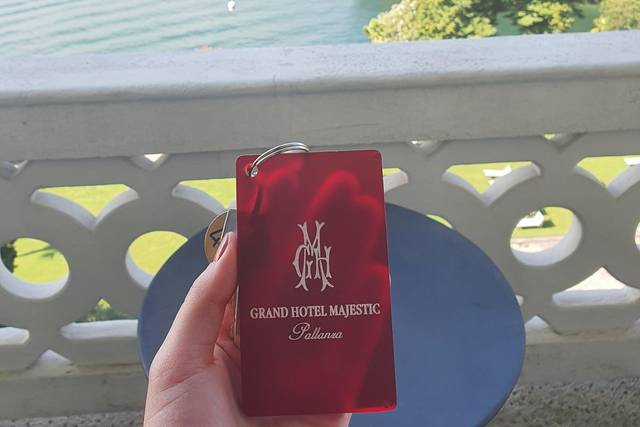 GMH
GRAND HOTEL MAJESTIC
Pallanza